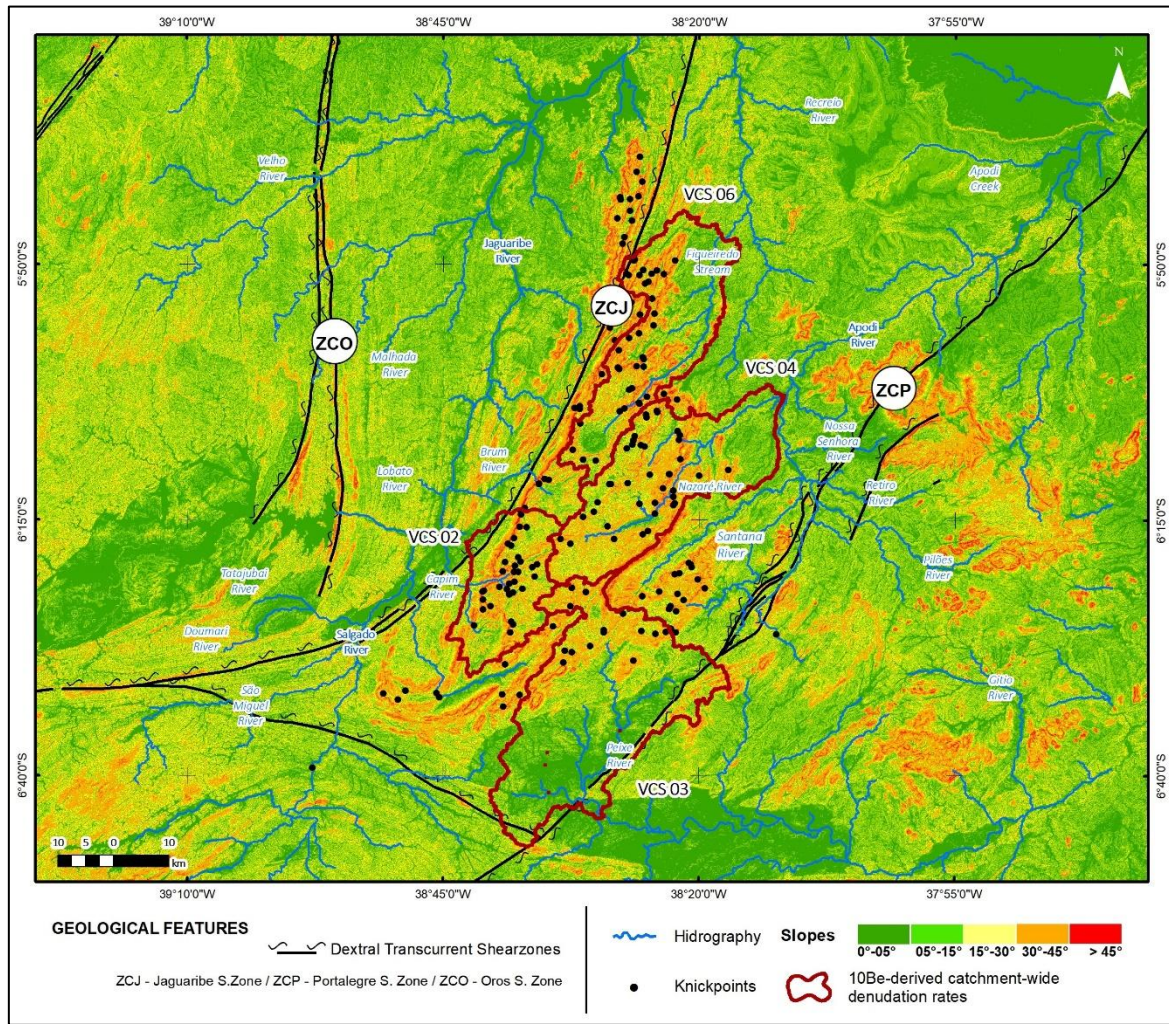 39°10'0"W
38°45'0"W
38°20'0"W
37°55'0"W
N
Recreio
River
Velho
River
Apodi
Creek
VCS 06
Jaguaribe
River
Figueiredo
Stream
5°50'0"S
5°50'0"S
ZCJ
ZCO
Malhada
River
Apodi
River
VCS 04
ZCP
Nossa
Senhora
River
Brum
River
Lobato
River
Nazaré River
Retiro
River
6°15'0"S
6°15'0"S
VCS 02
Santana
River
Pilões
River
Tatajubai
River
Capim
River
Doumari
River
Salgado
River
São
Miguel
River
Gitio
River
Peixe
River
6°40'0"S
6°40'0"S
VCS 03
10 5 0 10
km
39°10'0"W
38°45'0"W
38°20'0"W
37°55'0"W
GEOLOGICAL FEATURES
Dextral Transcurrent Shearzones
ZCJ - Jaguaribe S.Zone / ZCP - Portalegre S. Zone / ZCO - Oros S. Zone
Hidrography
Slopes
0°-05°
05°-15°
15°-30°
30°-45°
> 45°
Knickpoints
10Be-derived catchment-wide
denudation rates